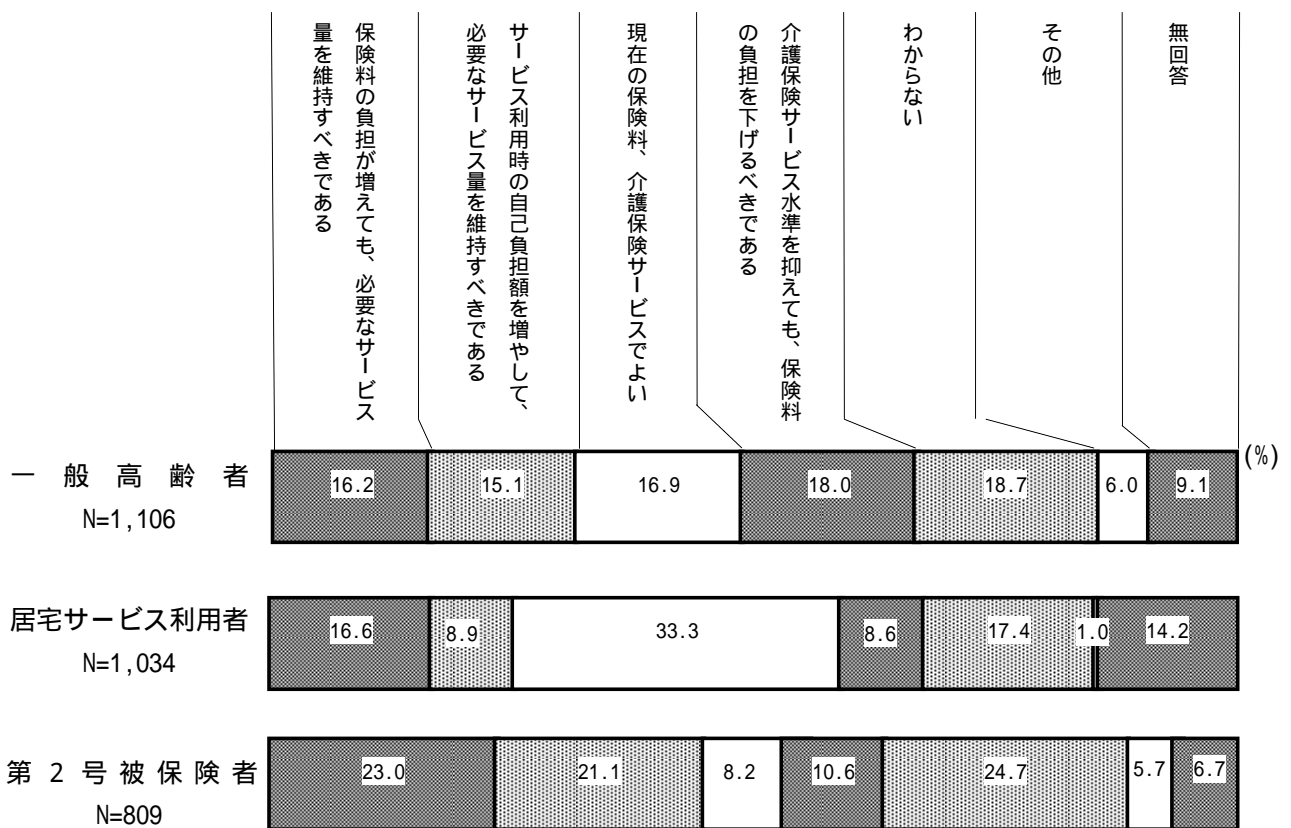 保険料の負担が増えても、必要なサービス
量を維持すべきである
サービス利用時の自己負担額を増やして、
必要なサービス量を維持すべきである
現在の保険料、介護保険サービスでよい
介護保険サービス水準を抑えても、保険料
の負担を下げるべきである
わからない
その他
無回答
(%)
一般高齢者
N=1,106
16.2 15.1 16.9 18.0 18.7 6.0 9.1
居宅サービス利用者
N=1,034
16.6 8.9 33.3 8.6 17.4 1.0 14.2
第2号被保険者
N=809
23.0 21.1 8.2 10.6 24.7 5.7 6.7